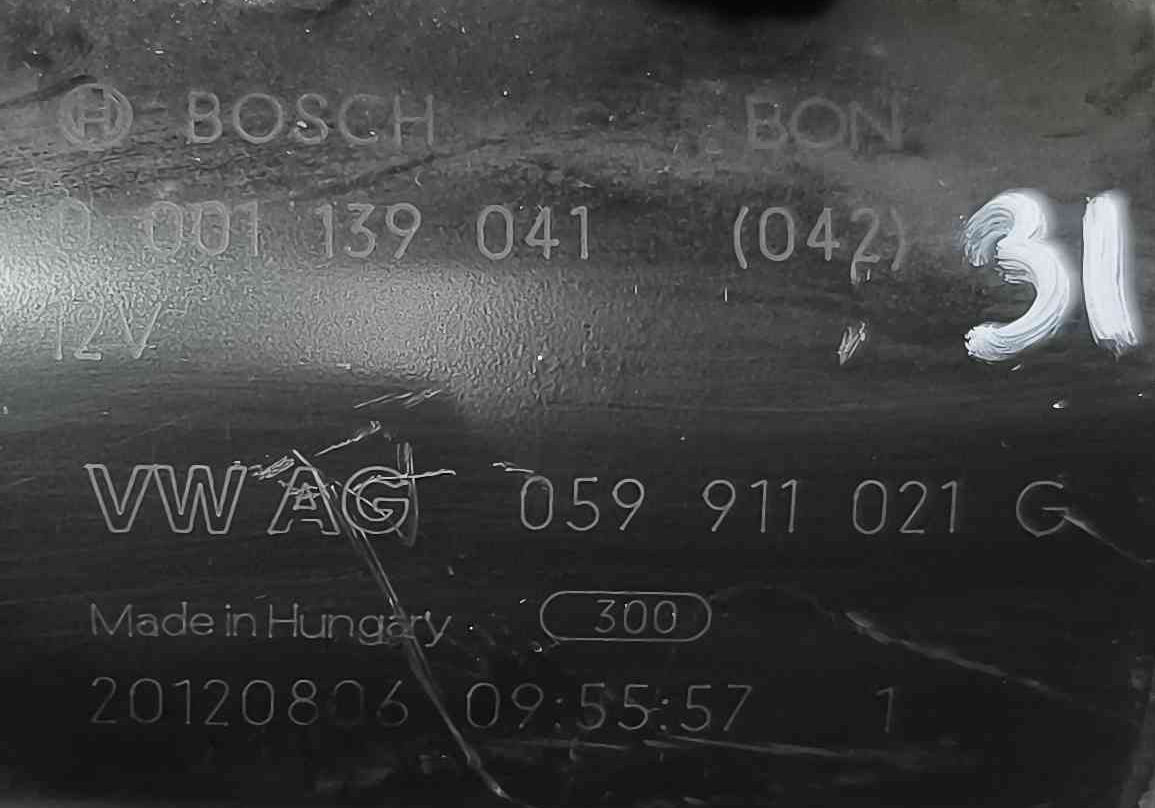 BOSCH BON
0 001 139 041 (042) 31
12V
VW AG 059 911 021 G
Made in Hungary 300
20120806 09:55:57 1